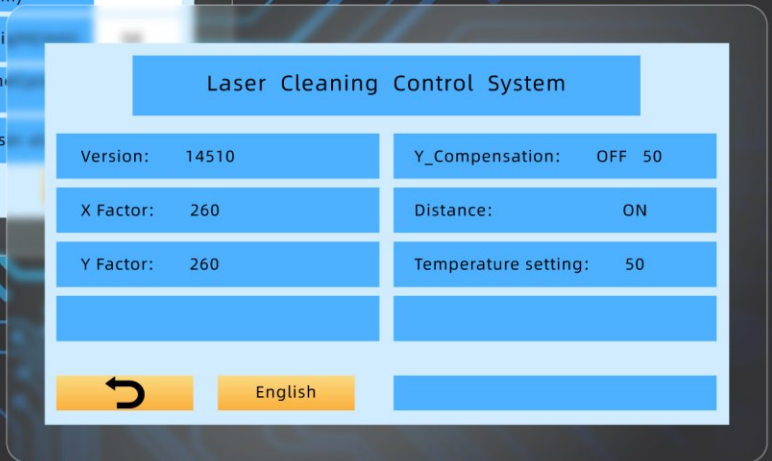 Laser Cleaning Control System
Version: 14510
Y_Compensation: OFF 50
X Factor: 260
Distance: ON
Y Factor: 260
Temperature setting: 50
English